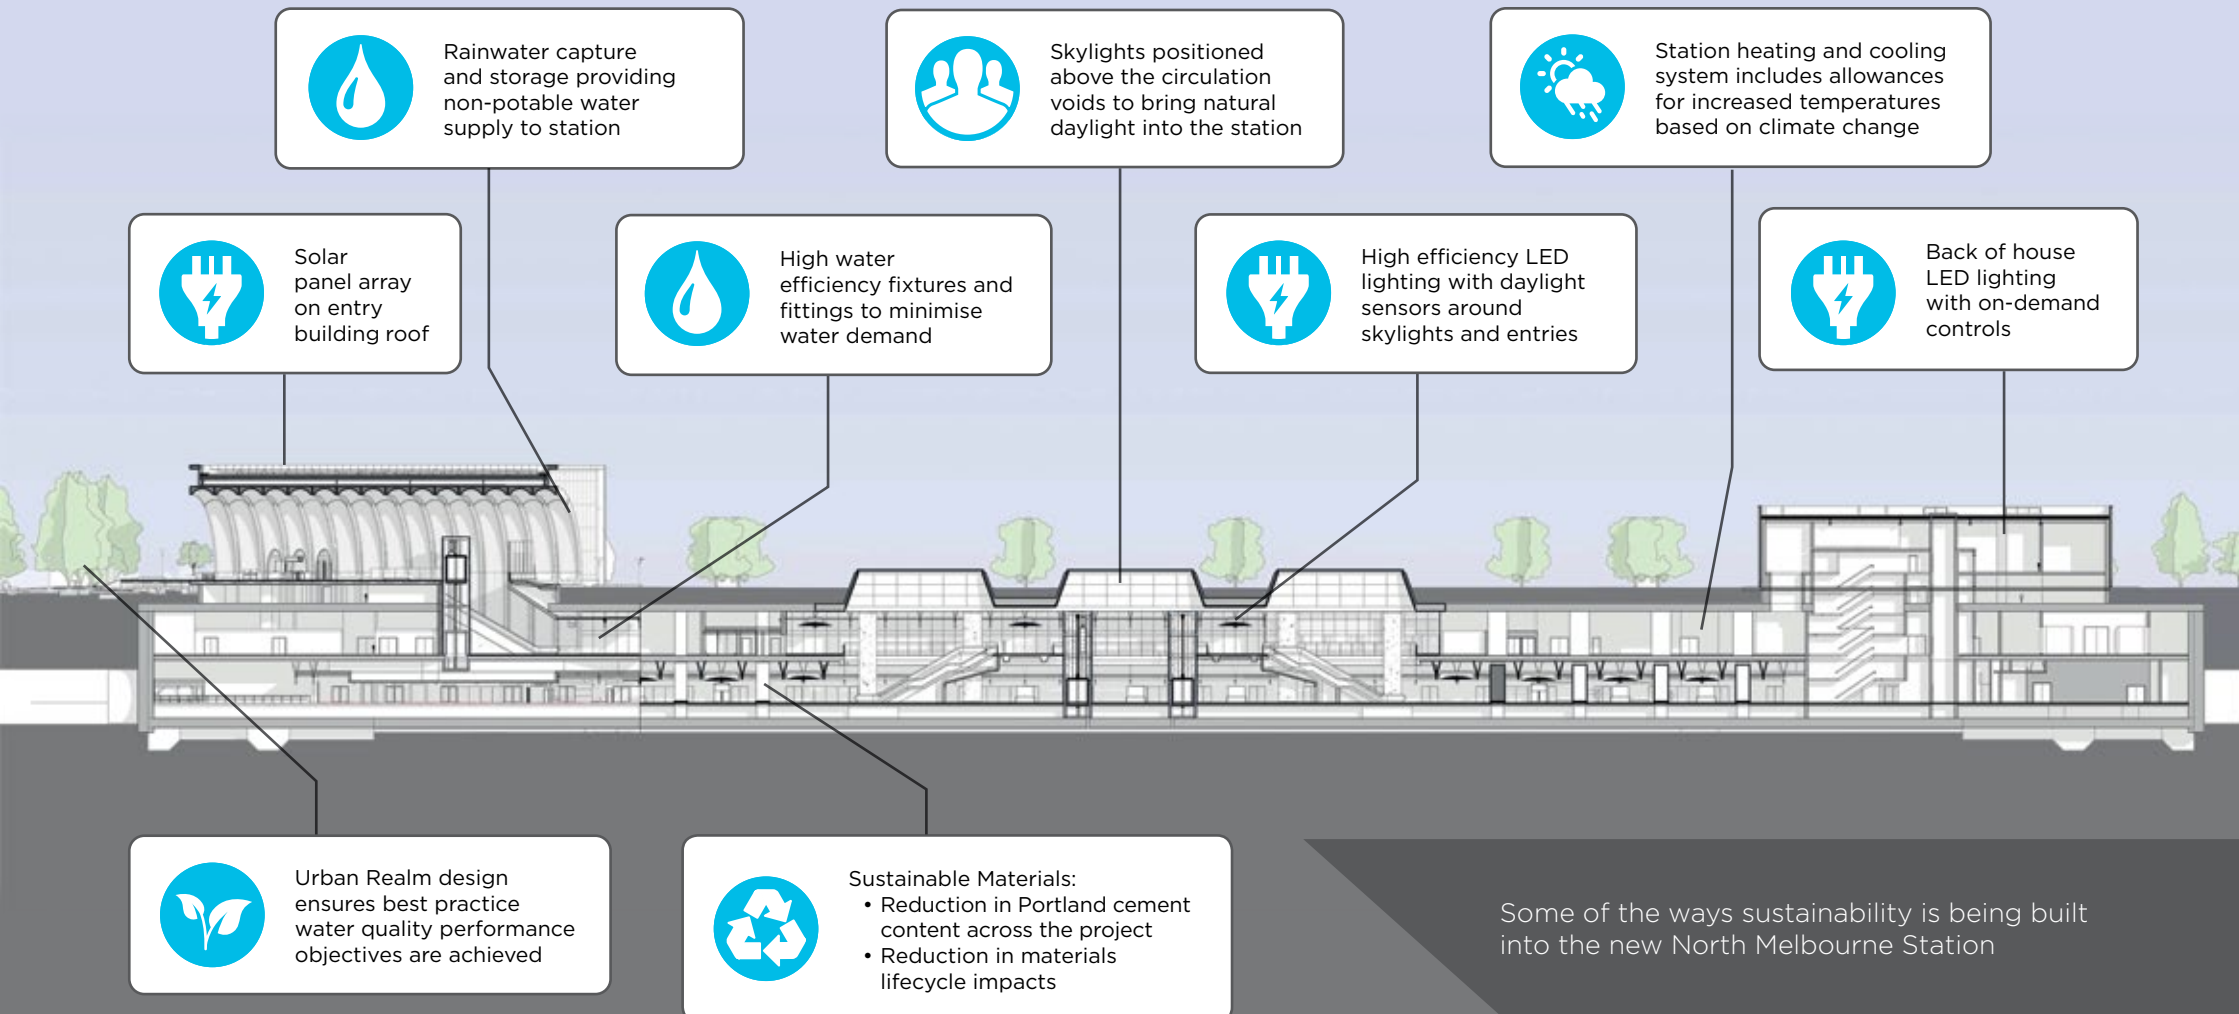 Rainwater capture
and storage providing
non-potable water
supply to station
Skylights positioned
above the circulation
voids to bring natural
daylight into the station
Station heating and cooling
system includes allowances
for increased temperatures
based on climate change
Solar
panel array
on entry
building roof
High water
efficiency fixtures and
fittings to minimise
water demand
High efficiency LED
lighting with daylight
sensors around
skylights and entries
Back of house
LED lighting
with on-demand
controls
Urban Realm design
ensures best practice
water quality performance
objectives are achieved
Sustainable Materials:
• Reduction in Portland cement
content across the project
• Reduction in materials
lifecycle impacts
Some of the ways sustainability is being built
into the new North Melbourne Station